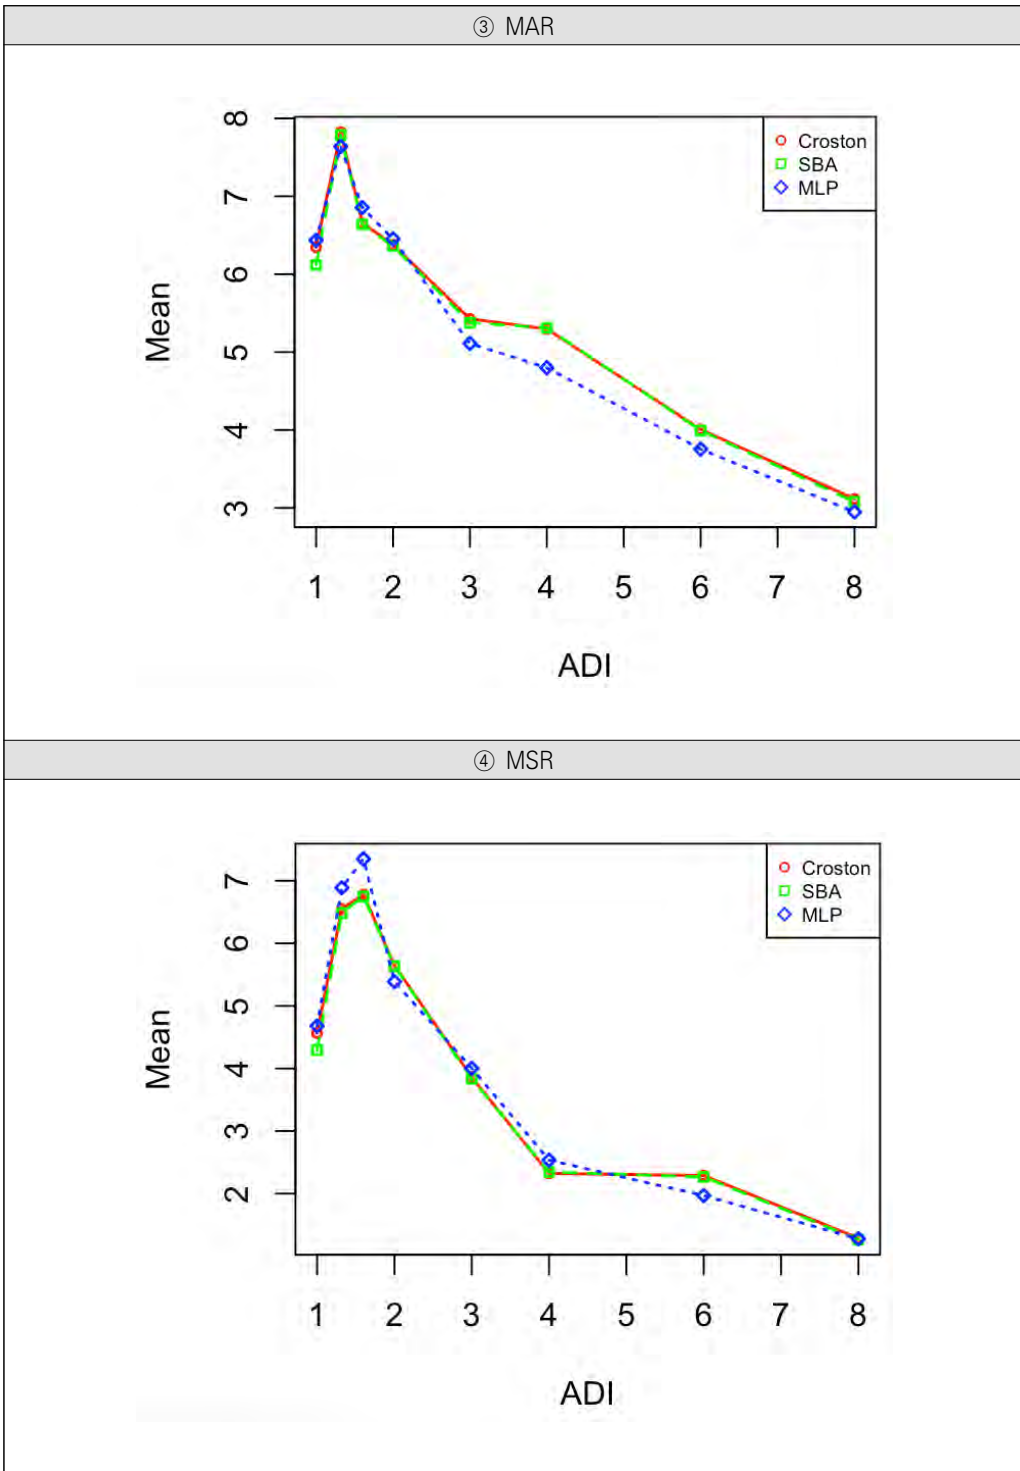 ③ MAR
Mean
8
7
6
5
4
3
Croston
SBA
MLP
1 2 3 4 5 6 7 8
ADI
④ MSR
Mean
7
6
5
4
3
2
Croston
SBA
MLP
1 2 3 4 5 6 7 8
ADI